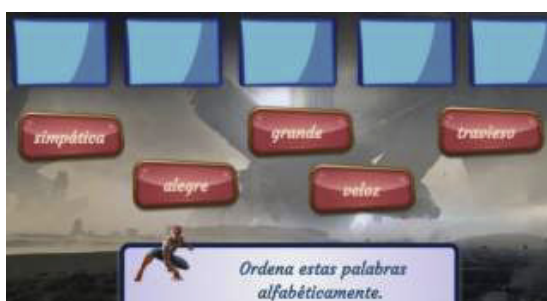 simpática
grande
travieso
alegre
veloz
Ordena estas palabras
alfabéticamente.